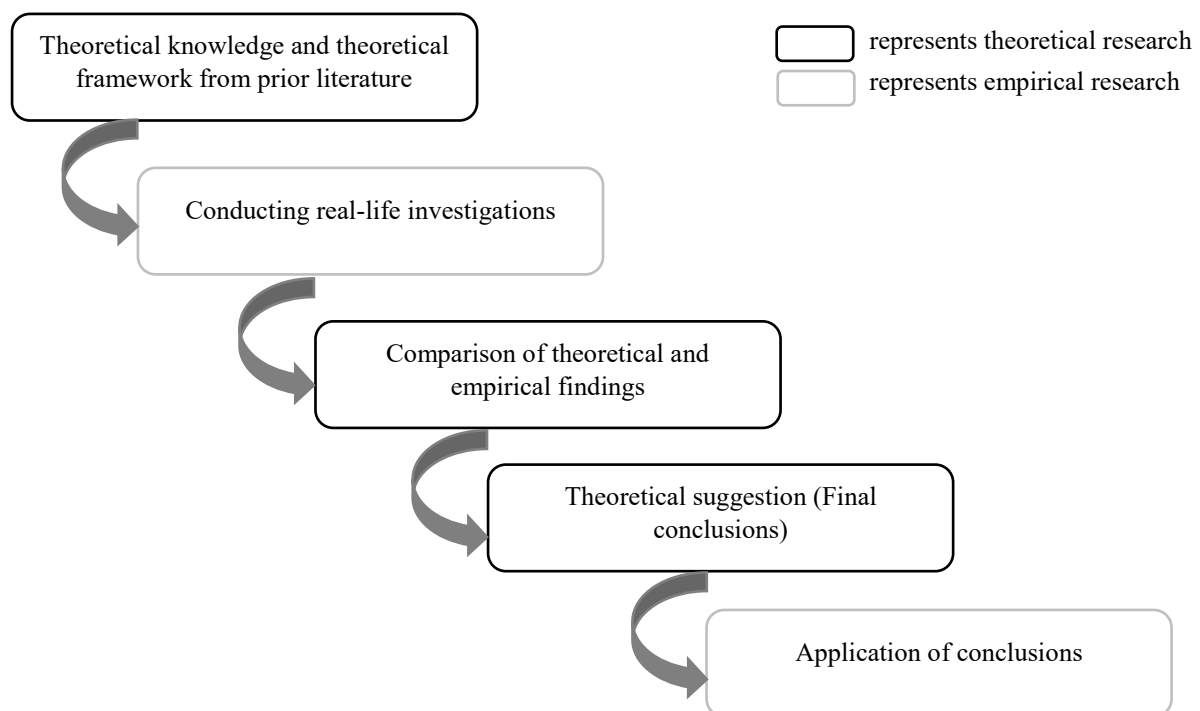 Theoretical knowledge and theoretical
framework from prior literature
represents theoretical research
represents empirical research
Conducting real-life investigations
Comparison of theoretical and
empirical findings
Theoretical suggestion (Final
conclusions)
Application of conclusions